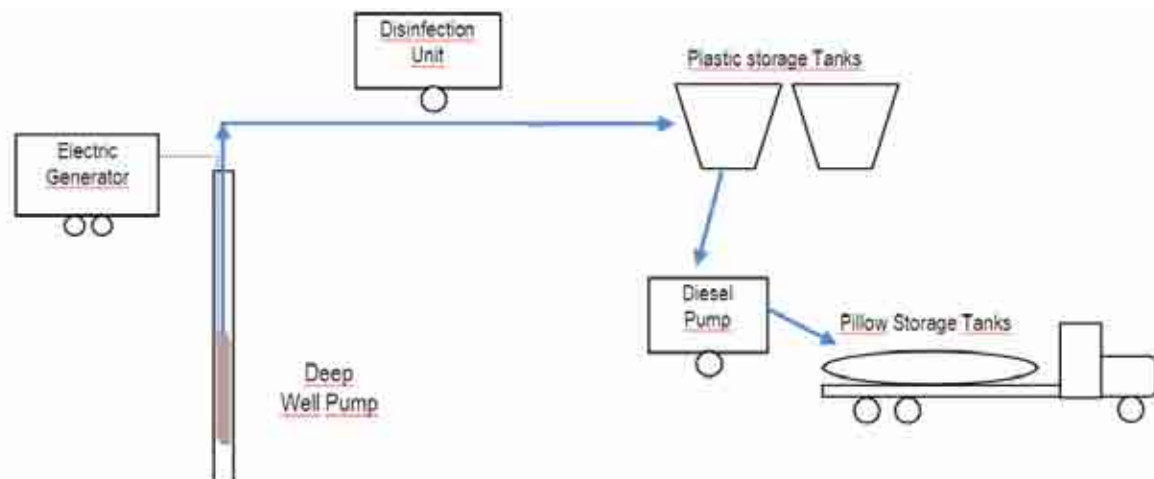 Disinfection
Unit
Plastic storage Tanks
Electric
Generator
Diesel
Pump
Pillow Storage Tanks
Deep
Well Pump